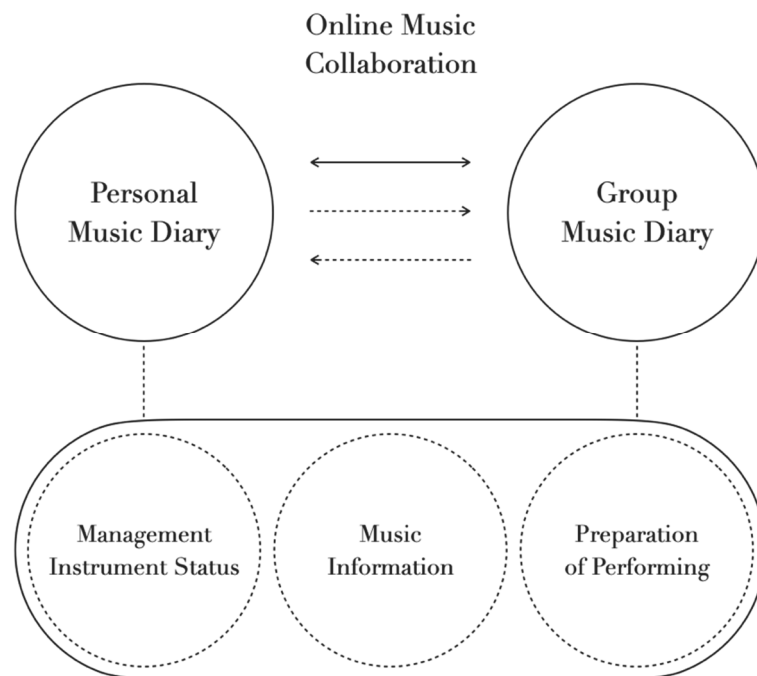 Online Music
Collaboration
Personal
Music Diary
Group
Music Diary
Management
Instrument Status
Music
Information
Preparation
of Performing